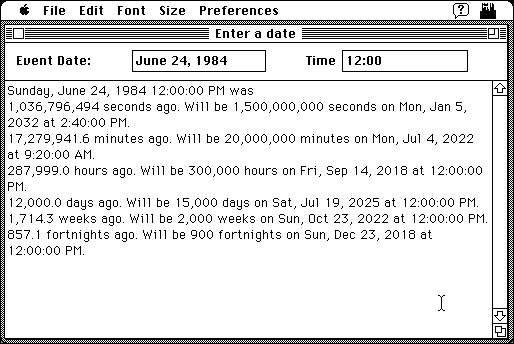 File Edit Font Size Preferences
Enter a date
Event Date: June 24, 1984 Time 12:00
Sunday, June 24, 1984 12:00:00 PM was
1,036,796,494 seconds ago. Will be 1,500,000,000 seconds on Mon, Jan 5,
2032 at 2:40:00 PM.
17,279,941.6 minutes ago. Will be 20,000,000 minutes on Mon, Jul 4, 2022
at 9:20:00 AM.
287,999.0 hours ago. Will be 300,000 hours on Fri, Sep 14, 2018 at 12:00:00
PM.
12,000.0 days ago. Will be 15,000 days on Sat, Jul 19, 2025 at 12:00:00 PM.
1,714.3 weeks ago. Will be 2,000 weeks on Sun, Oct 23, 2022 at 12:00:00 PM.
857.1 fortnights ago. Will be 900 fortnights on Sun, Dec 23, 2018 at
12:00:00 PM.